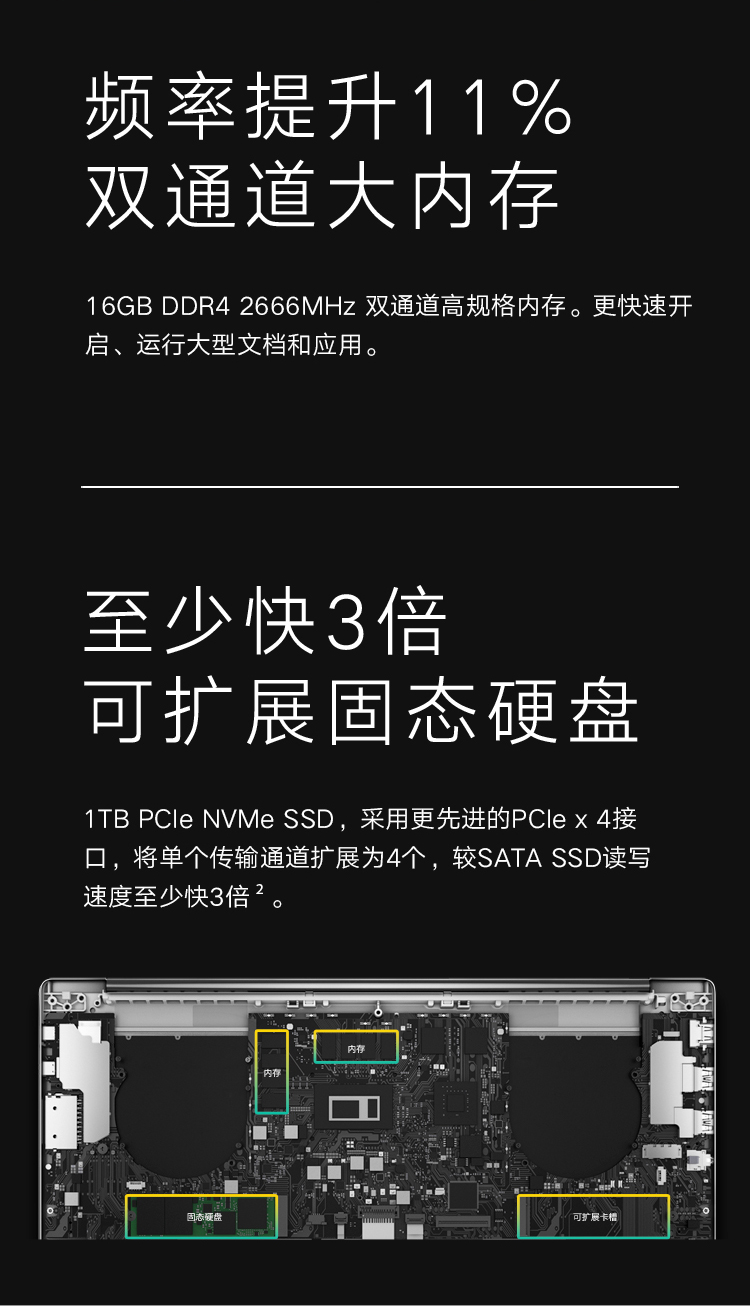 频率提升11%
双通道大内存
16GB DDR4 2666MHz 双通道高规格内存。更快速开
启、运行大型文档和应用。
至少快3倍
可扩展固态硬盘
1TB PCIe NVMe SSD，采用更先进的PCIe x 4接
口，将单个传输通道扩展为4个，较SATA SSD读写
速度至少快3倍²。
内存
内存
固态硬盘
可扩展卡槽